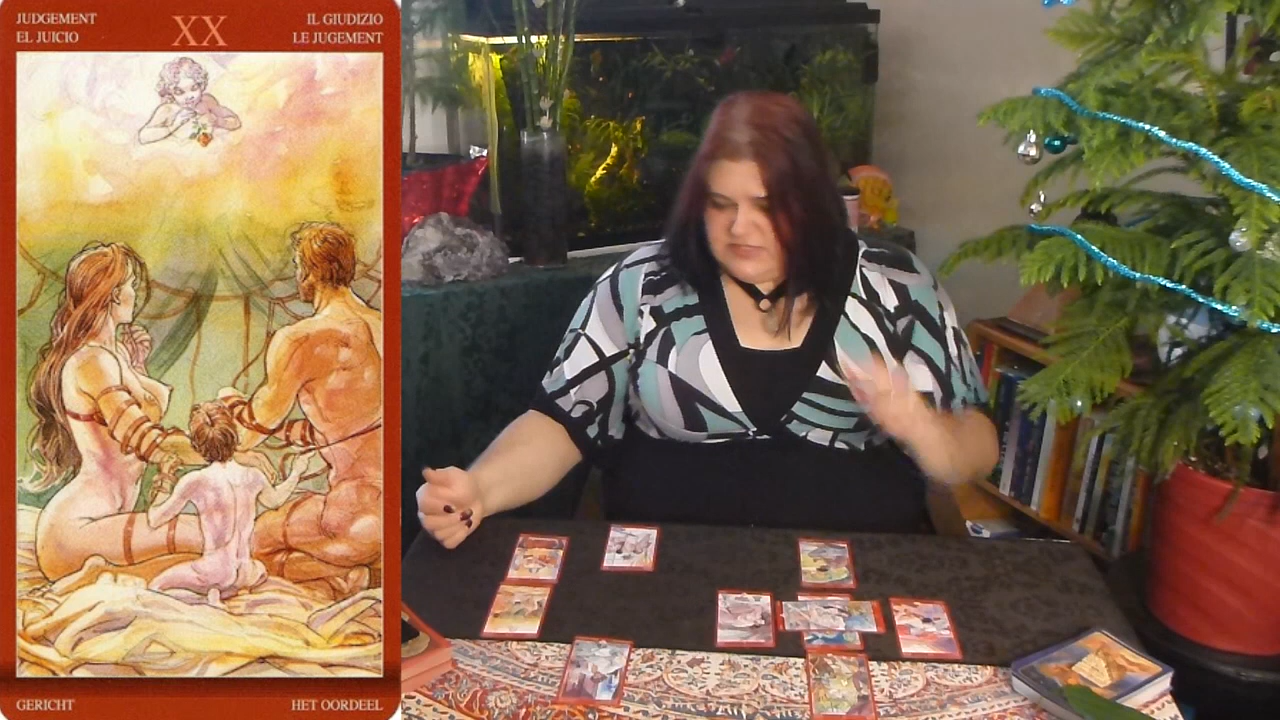 JUDGEMENT
EL JUICIO
XX
IL GIUDIZIO
LE JUGEMENT
GERICHT
HET OORDEEL